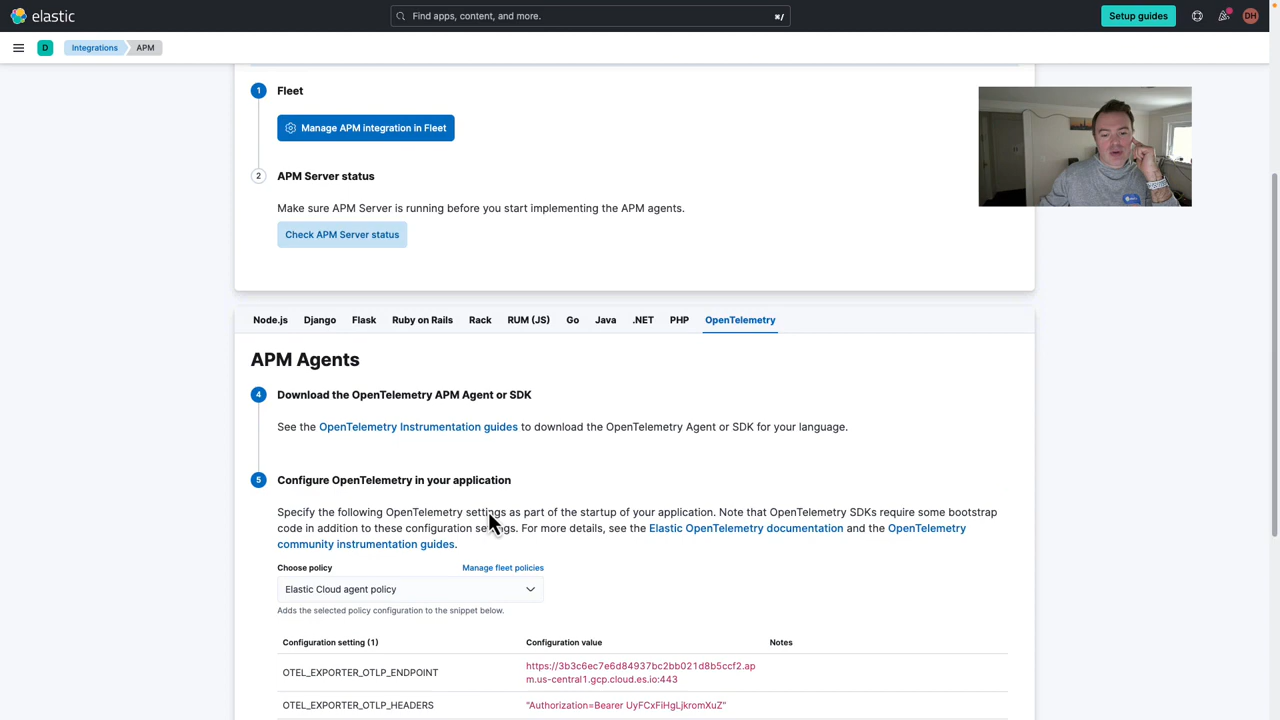 elastic
Find apps, content, and more.
⌘/
Setup guides
DH
D
Integrations
APM
1
Fleet
Manage APM integration in Fleet
2
APM Server status
Make sure APM Server is running before you start implementing the APM agents.
Check APM Server status
Node.js Django Flask Ruby on Rails Rack RUM (JS) Go Java .NET PHP OpenTelemetry
APM Agents
4
Download the OpenTelemetry APM Agent or SDK
See the OpenTelemetry Instrumentation guides to download the OpenTelemetry Agent or SDK for your language.
5
Configure OpenTelemetry in your application
Specify the following OpenTelemetry settings as part of the startup of your application. Note that OpenTelemetry SDKs require some bootstrap
code in addition to these configuration settings. For more details, see the Elastic OpenTelemetry documentation and the OpenTelemetry
community instrumentation guides.
Choose policy Manage fleet policies
Elastic Cloud agent policy
Adds the selected policy configuration to the snippet below.
Configuration setting (1) Configuration value Notes
OTEL_EXPORTER_OTLP_ENDPOINT https://3b3c6ec7e6d84937bc2bb021d8b5ccf2.ap
m.us-central1.gcp.cloud.es.io:443
OTEL_EXPORTER_OTLP_HEADERS "Authorization=Bearer UyFCxFiHgLjkromXuZ"